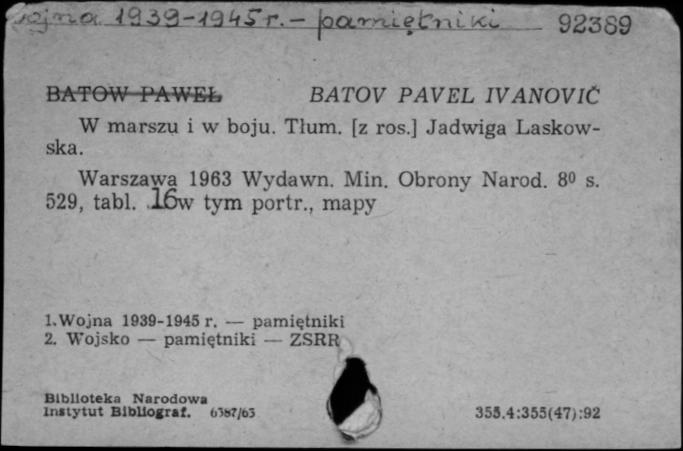 Wojna 1939-1945 r. - pamiętniki 92389
BATOW PAWEŁ BATOV PAVEL IVANOVIČ
W marszu i w boju. Tłum. [z ros.] Jadwiga Laskow-
ska.
Warszawa 1963 Wydawn. Min. Obrony Narod. 8⁰ s.
529, tabl. 16 w tym portr., mapy
1. Wojna 1939-1945 r. — pamiętniki
2. Wojsko — pamiętniki — ZSRR
Biblioteka Narodowa
Instytut Bibliograf. 6387/63 355.4:355(47):92